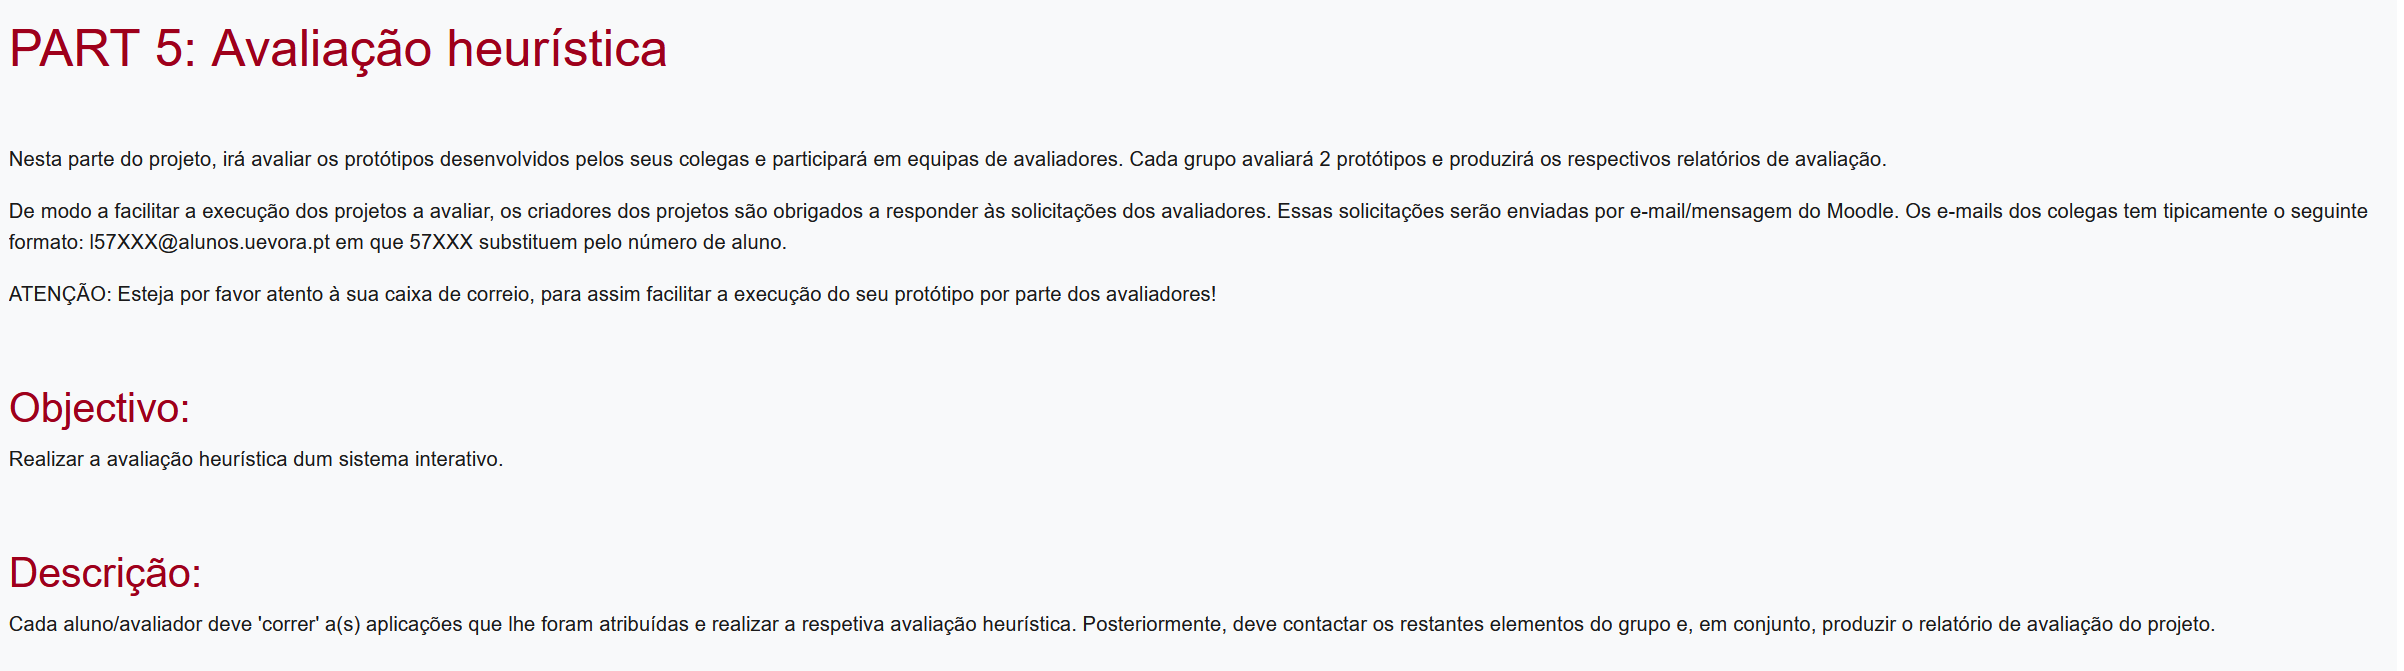 PART 5: Avaliação heurística
Nesta parte do projeto, irá avaliar os protótipos desenvolvidos pelos seus colegas e participará em equipas de avaliadores. Cada grupo avaliará 2 protótipos e produzirá os respectivos relatórios de avaliação.
De modo a facilitar a execução dos projetos a avaliar, os criadores dos projetos são obrigados a responder às solicitações dos avaliadores. Essas solicitações serão enviadas por e-mail/mensagem do Moodle. Os e-mails dos colegas tem tipicamente o seguinte
formato: l57XXX@alunos.uevora.pt em que 57XXX substituem pelo número de aluno.
ATENÇÃO: Esteja por favor atento à sua caixa de correio, para assim facilitar a execução do seu protótipo por parte dos avaliadores!
Objectivo:
Realizar a avaliação heurística dum sistema interativo.
Descrição:
Cada aluno/avaliador deve 'correr' a(s) aplicações que lhe foram atribuídas e realizar a respetiva avaliação heurística. Posteriormente, deve contactar os restantes elementos do grupo e, em conjunto, produzir o relatório de avaliação do projeto.